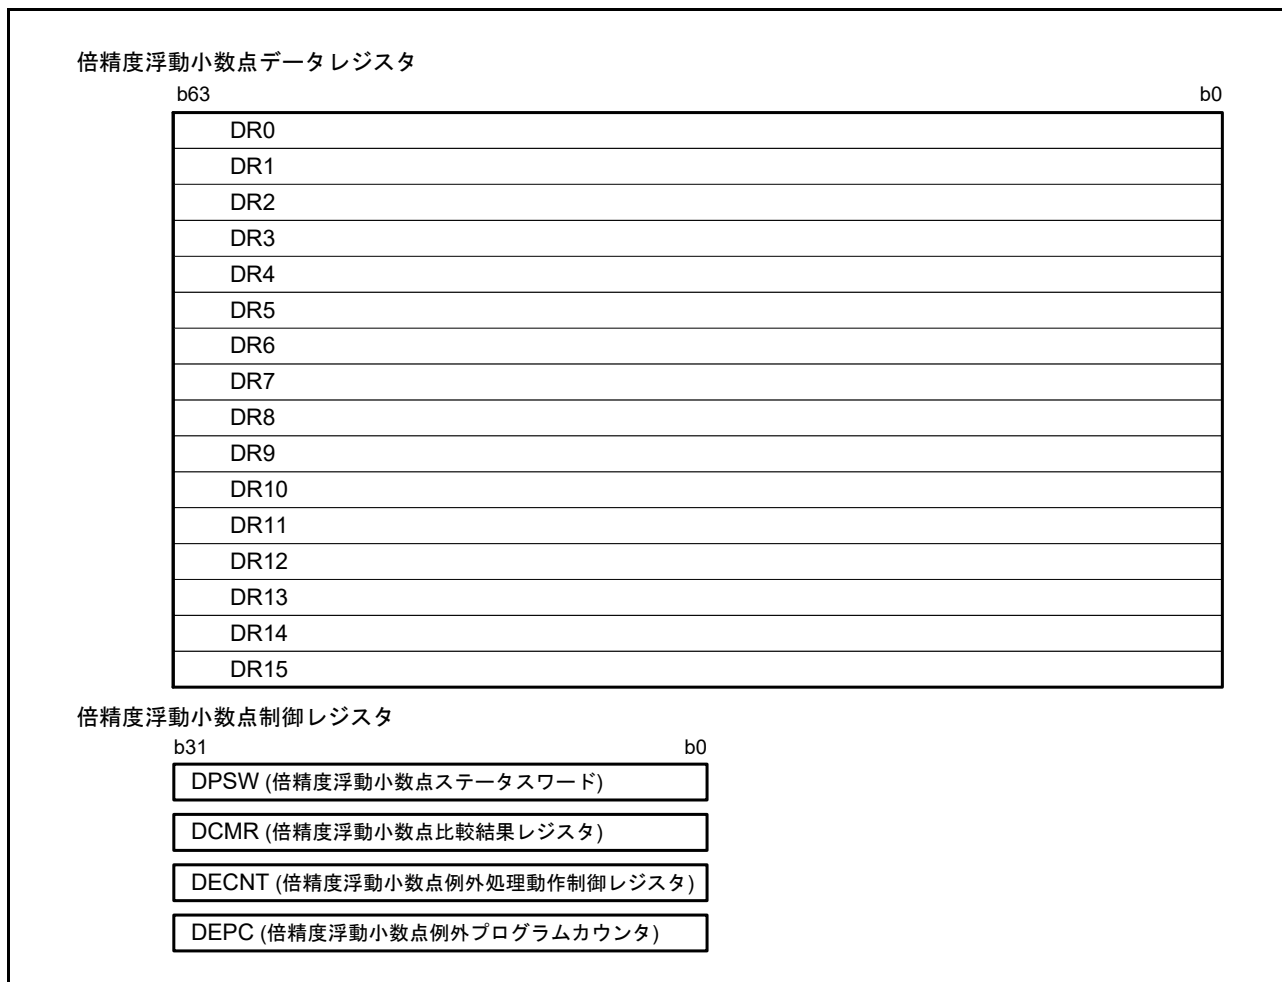 倍精度浮動小数点データレジスタ
b63 b0
DR0
DR1
DR2
DR3
DR4
DR5
DR6
DR7
DR8
DR9
DR10
DR11
DR12
DR13
DR14
DR15
倍精度浮動小数点制御レジスタ
b31 b0
DPSW (倍精度浮動小数点ステータスワード)
DCMR (倍精度浮動小数点比較結果レジスタ)
DECNT (倍精度浮動小数点例外処理動作制御レジスタ)
DEPC (倍精度浮動小数点例外プログラムカウンタ)